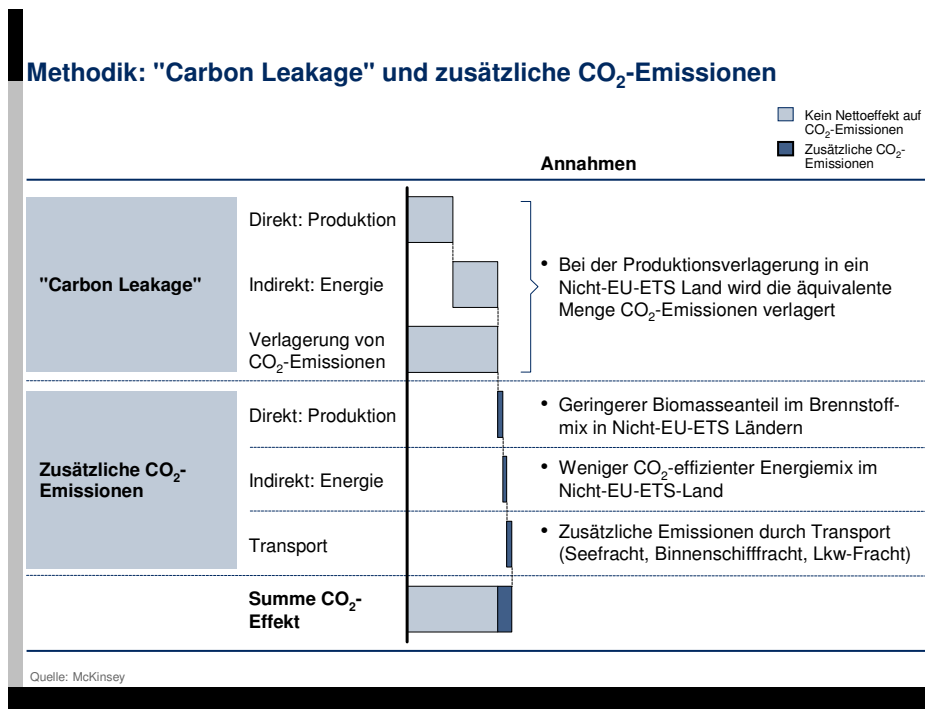 Methodik: "Carbon Leakage" und zusätzliche CO₂-Emissionen
Kein Nettoeffekt auf
CO₂-Emissionen
Zusätzliche CO₂-
Emissionen
Annahmen
"Carbon Leakage"
Direkt: Produktion
Indirekt: Energie
Verlagerung von
CO₂-Emissionen
• Bei der Produktionsverlagerung in ein
Nicht-EU-ETS Land wird die äquivalente
Menge CO₂-Emissionen verlagert
Zusätzliche CO₂-
Emissionen
Direkt: Produktion
• Geringerer Biomasseanteil im Brennstoff-
mix in Nicht-EU-ETS Ländern
Indirekt: Energie
• Weniger CO₂-effizienter Energiemix im
Nicht-EU-ETS-Land
Transport
• Zusätzliche Emissionen durch Transport
(Seefracht, Binnenschifffracht, Lkw-Fracht)
Summe CO₂-
Effekt
Quelle: McKinsey